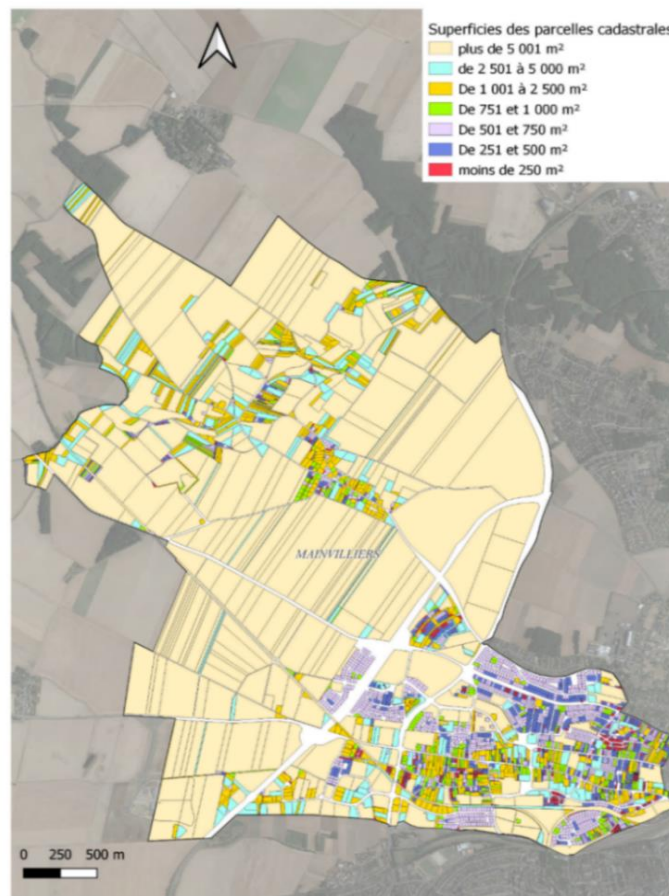 Superficies des parcelles cadastrales
plus de 5 001 m²
de 2 501 à 5 000 m²
De 1 001 à 2 500 m²
De 751 et 1 000 m²
De 501 et 750 m²
De 251 et 500 m²
moins de 250 m²
MAINVILLIERS
0 250 500 m